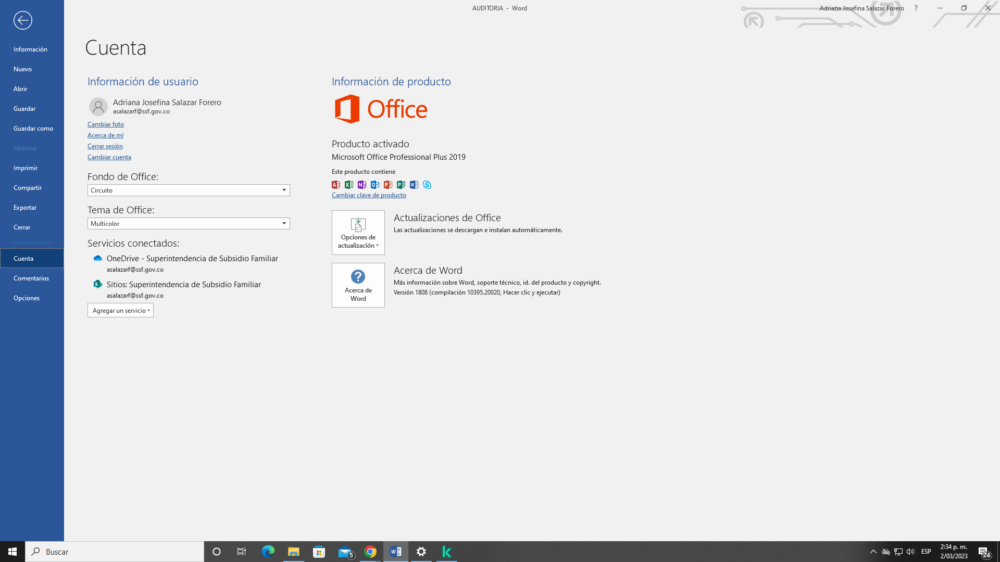 AUDITORIA - Word
Adriana Josefina Salazar Forero
?
Información
Nuevo
Abrir
Guardar
Guardar como
Historial
Imprimir
Compartir
Exportar
Cerrar
Cuenta
Comentarios
Opciones
Cuenta
Información de usuario
Adriana Josefina Salazar Forero
asalazarf@ssf.gov.co
Cambiar foto
Acerca de mí
Cerrar sesión
Cambiar cuenta
Fondo de Office:
Circuito
Tema de Office:
Multicolor
Servicios conectados:
OneDrive - Superintendencia de Subsidio Familiar
asalazarf@ssf.gov.co
Sitios: Superintendencia de Subsidio Familiar
asalazarf@ssf.gov.co
Agregar un servicio
Información de producto
Office
Producto activado
Microsoft Office Professional Plus 2019
Este producto contiene
Cambiar clave de producto
Opciones de
actualización
Actualizaciones de Office
Las actualizaciones se descargan e instalan automáticamente.
Acerca de
Word
Acerca de Word
Más información sobre Word, soporte técnico, id. del producto y copyright.
Versión 1808 (compilación 10395.20020, Hacer clic y ejecutar)
Buscar
5
ESP
2:34 p. m.
2/03/2023
24